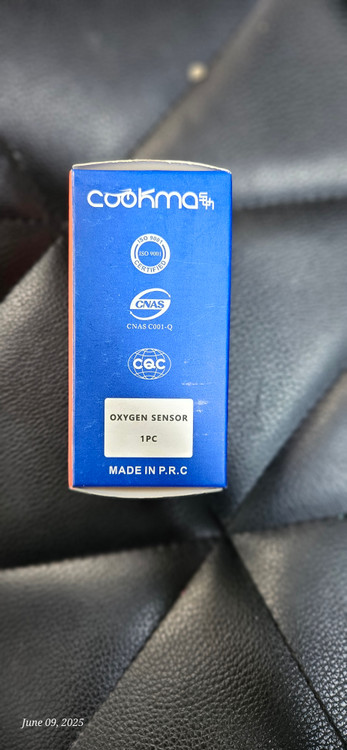 cookma
ISO 9001
ISO 9001
CERTIFIED
CNAS
CNAS C001-Q
CQC
OXYGEN SENSOR
1PC
MADE IN P.R.C
June 09, 2025